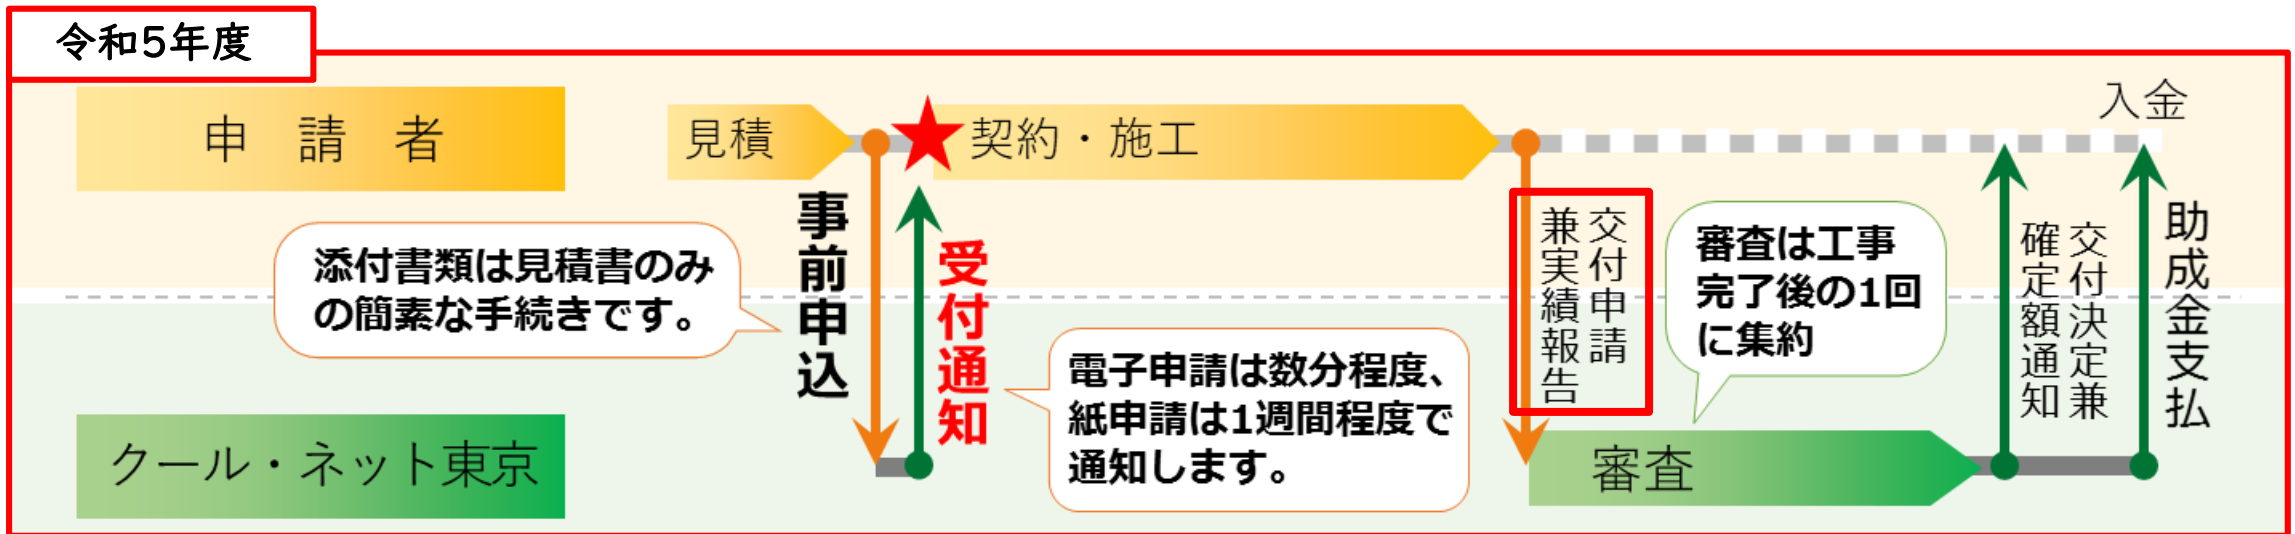 令和5年度
申請者
見積
契約・施工
入金
事前申込
受付通知
添付書類は見積書のみ
の簡素な手続きです。
電子申請は数分程度、
紙申請は1週間程度で
通知します。
交付申請
兼実績報告
審査は工事
完了後の1回
に集約
交付決定兼
確定額通知
助成金支払
クール・ネット東京
審査